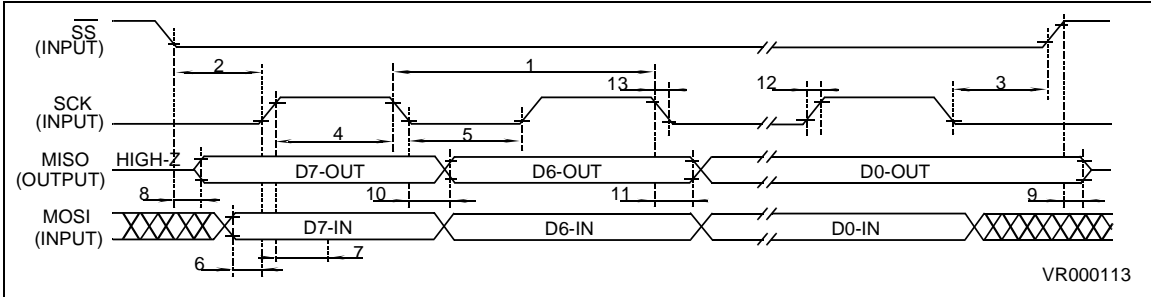 SS
(INPUT)
2
1
13
12
3
SCK
(INPUT)
4
5
MISO
(OUTPUT)
HIGH-Z
D7-OUT
D6-OUT
D0-OUT
8
10
11
9
MOSI
(INPUT)
D7-IN
D6-IN
D0-IN
6
7
VR000113